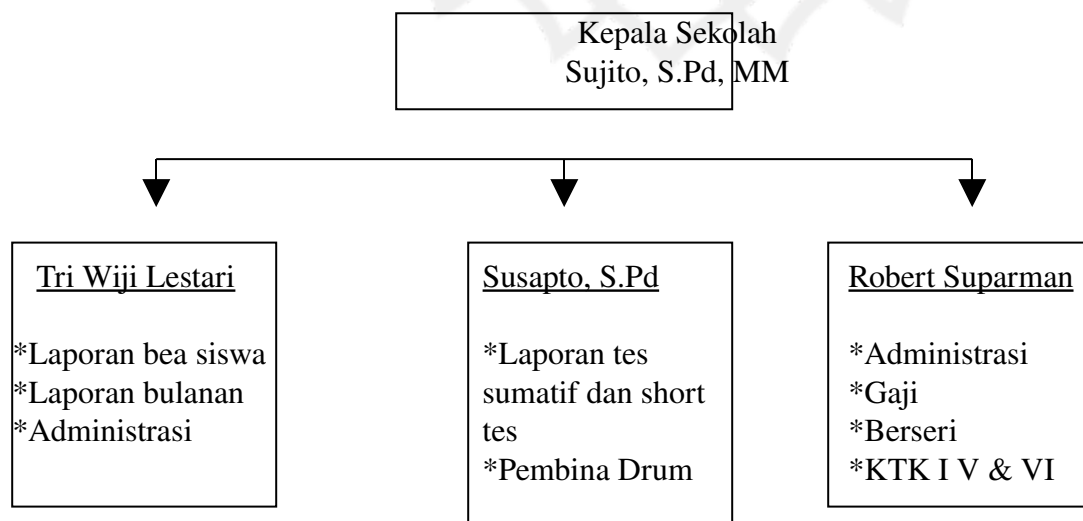 Kepala Sekolah
Sujito, S.Pd, MM
Tri Wiji Lestari
*Laporan bea siswa
*Laporan bulanan
*Administrasi
Susapto, S.Pd
*Laporan tes
sumatif dan short
tes
*Pembina Drum
Robert Suparman
*Administrasi
*Gaji
*Berseri
*KTK I V & VI